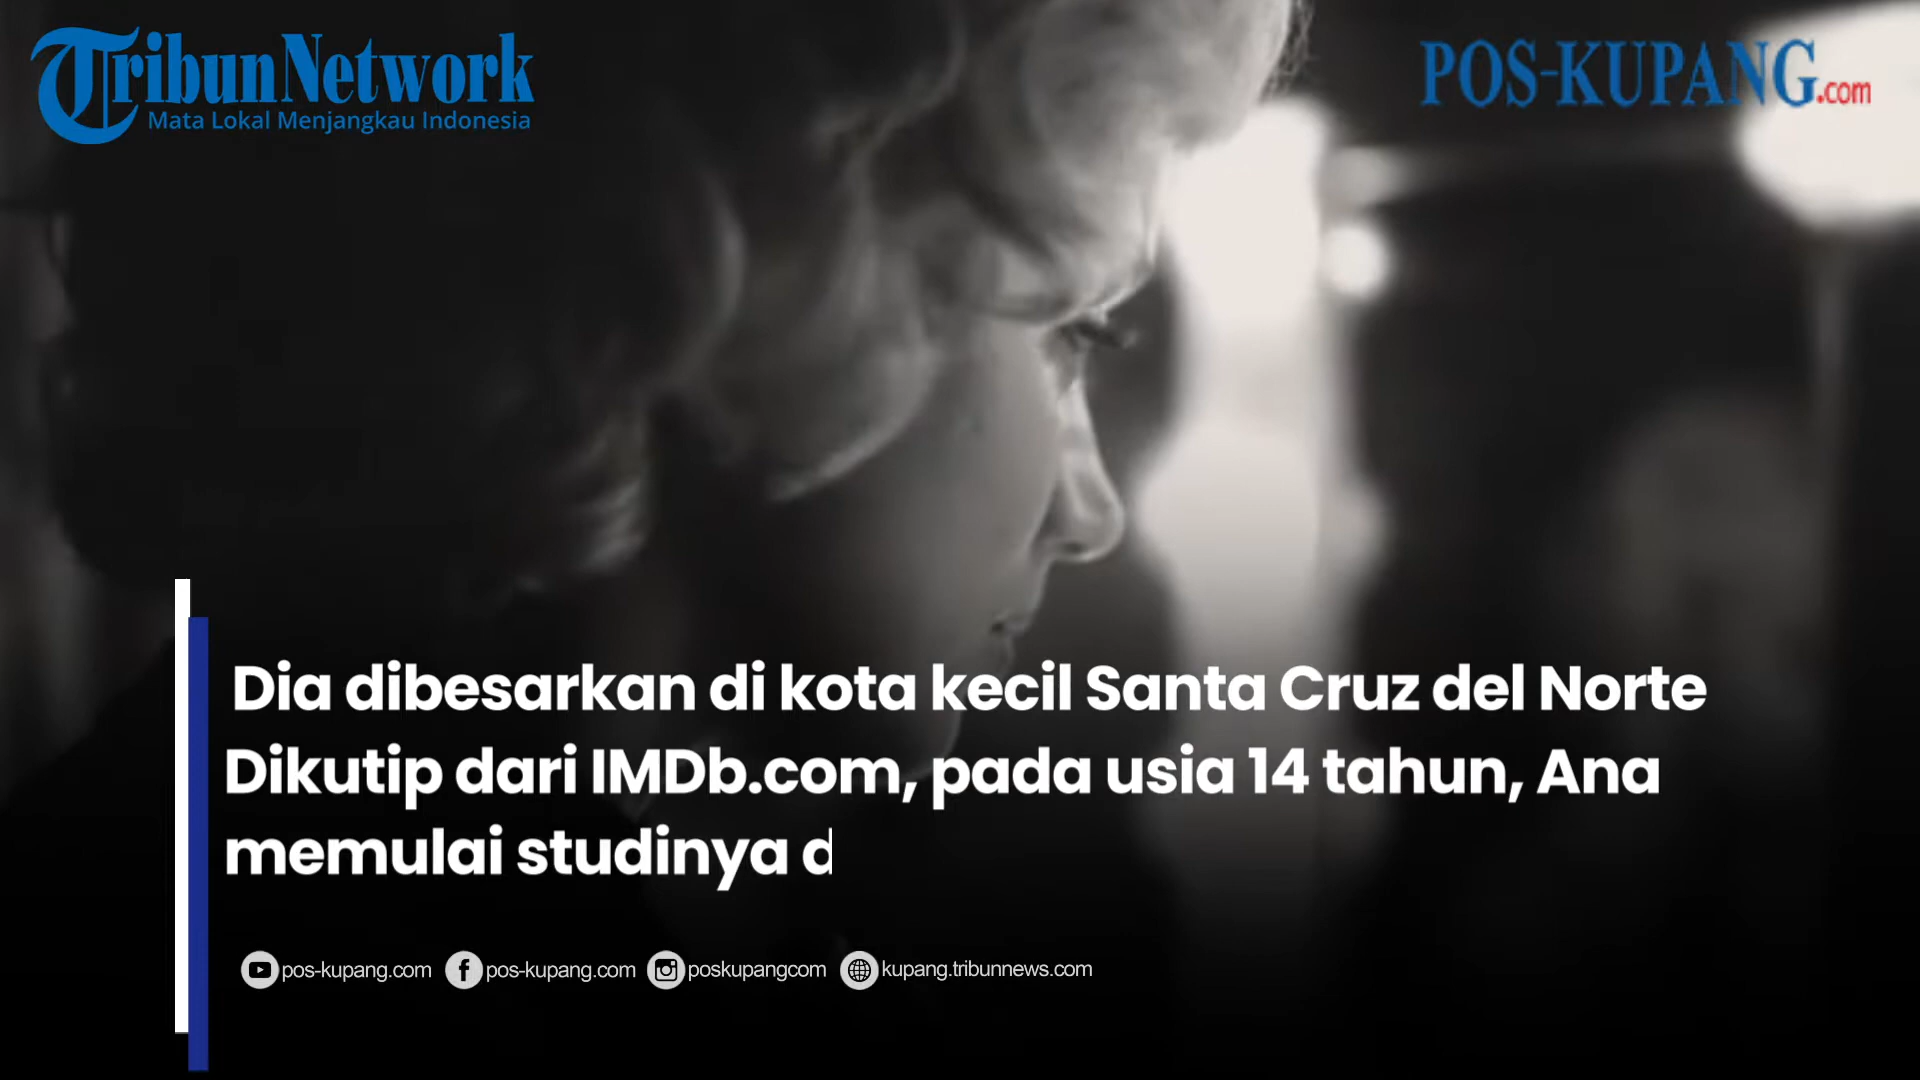 TribunNetwork
Mata Lokal Menjangkau Indonesia
POS-KUPANG.com
Dia dibesarkan di kota kecil Santa Cruz del Norte
Dikutip dari IMDb.com, pada usia 14 tahun, Ana
memulai studinya d
pos-kupang.com pos-kupang.com poskupangcom kupang.tribunnews.com